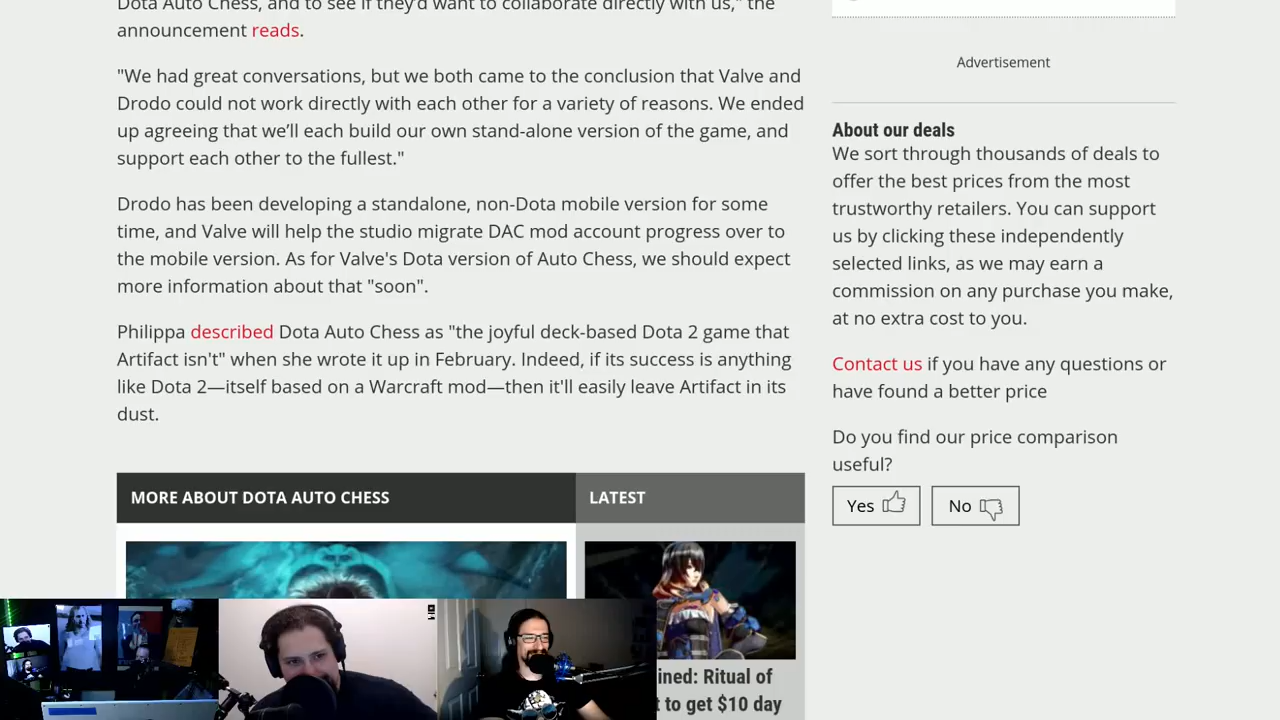 Dota Auto Chess, and to see if they'd want to collaborate directly with us," the
announcement reads.
"We had great conversations, but we both came to the conclusion that Valve and
Drodo could not work directly with each other for a variety of reasons. We ended
up agreeing that we’ll each build our own stand-alone version of the game, and
support each other to the fullest."
Drodo has been developing a standalone, non-Dota mobile version for some
time, and Valve will help the studio migrate DAC mod account progress over to
the mobile version. As for Valve's Dota version of Auto Chess, we should expect
more information about that "soon".
Philippa described Dota Auto Chess as "the joyful deck-based Dota 2 game that
Artifact isn't" when she wrote it up in February. Indeed, if its success is anything
like Dota 2—itself based on a Warcraft mod—then it'll easily leave Artifact in its
dust.
MORE ABOUT DOTA AUTO CHESS
LATEST
ined: Ritual of
t to get $10 day
Advertisement
About our deals
We sort through thousands of deals to
offer the best prices from the most
trustworthy retailers. You can support
us by clicking these independently
selected links, as we may earn a
commission on any purchase you make,
at no extra cost to you.
Contact us if you have any questions or
have found a better price
Do you find our price comparison
useful?
Yes
No